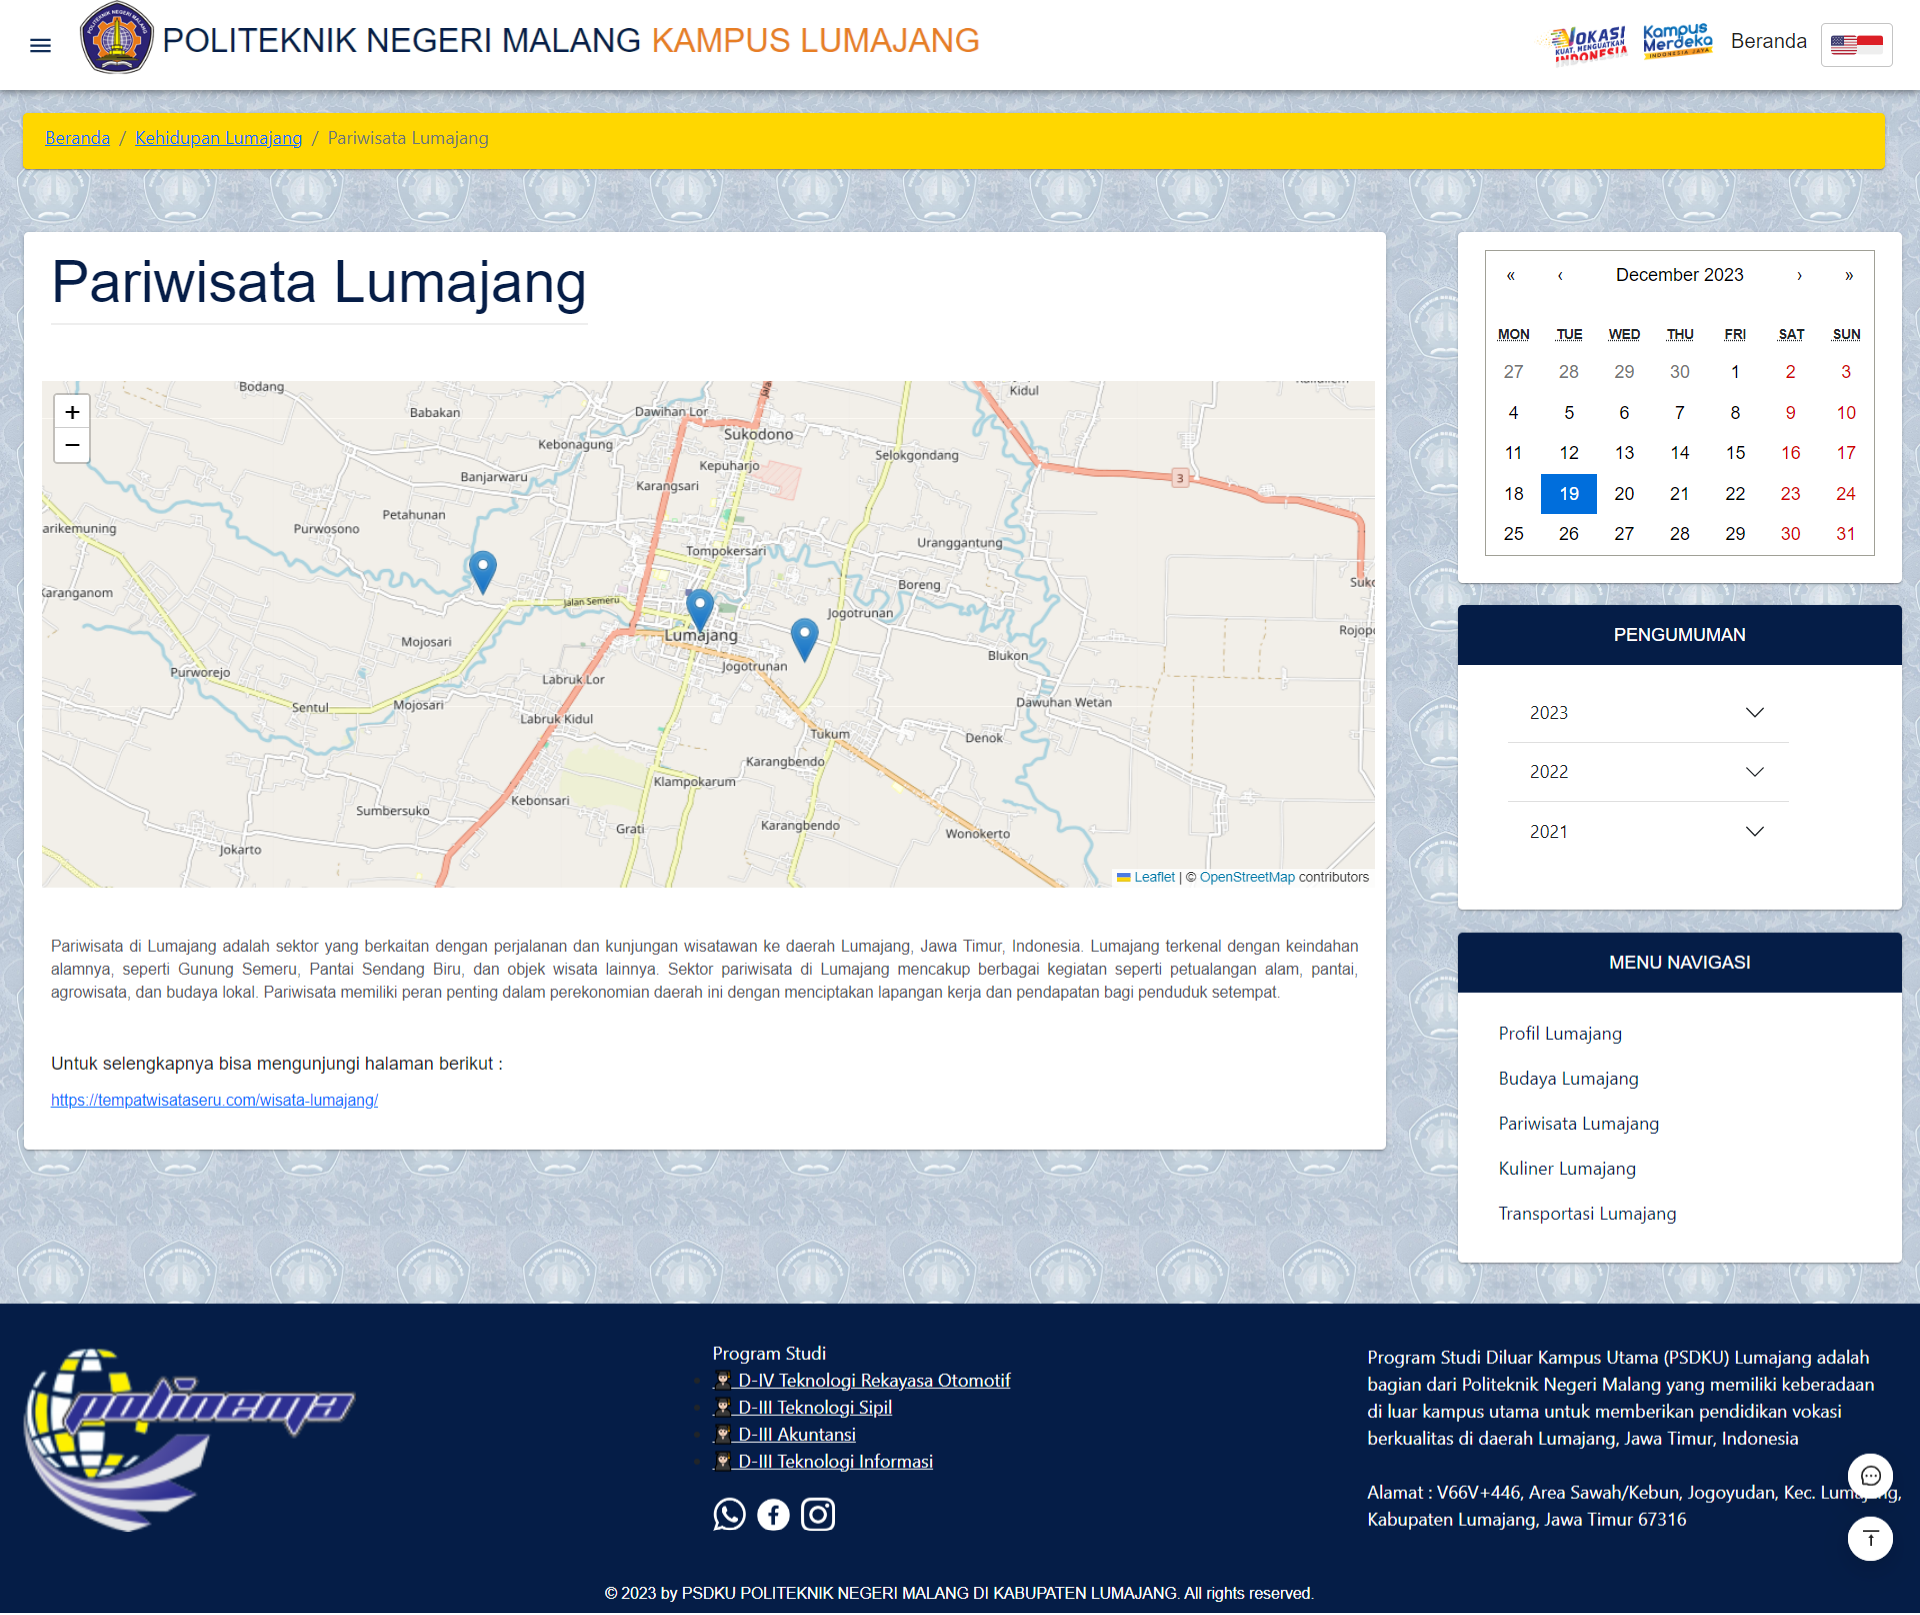 POLITEKNIK NEGERI MALANG KAMPUS LUMAJANG
VOKASI
KUAT, MENGUATKAN
INDONESIA
Kampus
Merdeka
INDONESIA JAYA
Beranda
Beranda / Kehidupan Lumajang / Pariwisata Lumajang
Pariwisata Lumajang
+
−
Bodang
Babakan
Dawihan Lor
Kidul
Kebonagung
Sukodono
Selokgondang
Kepuharjo
Banjarwaru
Karangsari
3
Petahunan
Purwosono
arikemuning
Tompokersari
Uranggantung
Boreng
Karanganom
Jalan Semeru
Jogotrunan
Mojosari
Lumajang
Rojopo
Blukon
Jogotrunan
Purworejo
Labruk Lor
Sentul
Mojosari
Dawuhan Wetan
Labruk Kidul
Tukum
Denok
Karangbendo
Klampokarum
Kebonsari
Sumbersuko
Grati
Karangbendo
Wonokerto
Jokarto
Leaflet | © OpenStreetMap contributors
Pariwisata di Lumajang adalah sektor yang berkaitan dengan perjalanan dan kunjungan wisatawan ke daerah Lumajang, Jawa Timur, Indonesia. Lumajang terkenal dengan keindahan
alamnya, seperti Gunung Semeru, Pantai Sendang Biru, dan objek wisata lainnya. Sektor pariwisata di Lumajang mencakup berbagai kegiatan seperti petualangan alam, pantai,
agrowisata, dan budaya lokal. Pariwisata memiliki peran penting dalam perekonomian daerah ini dengan menciptakan lapangan kerja dan pendapatan bagi penduduk setempat.
Untuk selengkapnya bisa mengunjungi halaman berikut :
https://tempatwisataseru.com/wisata-lumajang/
« ‹ December 2023 › »
MON TUE WED THU FRI SAT SUN
27 28 29 30 1 2 3
4 5 6 7 8 9 10
11 12 13 14 15 16 17
18 19 20 21 22 23 24
25 26 27 28 29 30 31
PENGUMUMAN
2023
2022
2021
MENU NAVIGASI
Profil Lumajang
Budaya Lumajang
Pariwisata Lumajang
Kuliner Lumajang
Transportasi Lumajang
polinema
Program Studi
D-IV Teknologi Rekayasa Otomotif
D-III Teknologi Sipil
D-III Akuntansi
D-III Teknologi Informasi
Program Studi Diluar Kampus Utama (PSDKU) Lumajang adalah
bagian dari Politeknik Negeri Malang yang memiliki keberadaan
di luar kampus utama untuk memberikan pendidikan vokasi
berkualitas di daerah Lumajang, Jawa Timur, Indonesia
Alamat : V66V+446, Area Sawah/Kebun, Jogoyudan, Kec. Lumajang,
Kabupaten Lumajang, Jawa Timur 67316
© 2023 by PSDKU POLITEKNIK NEGERI MALANG DI KABUPATEN LUMAJANG. All rights reserved.